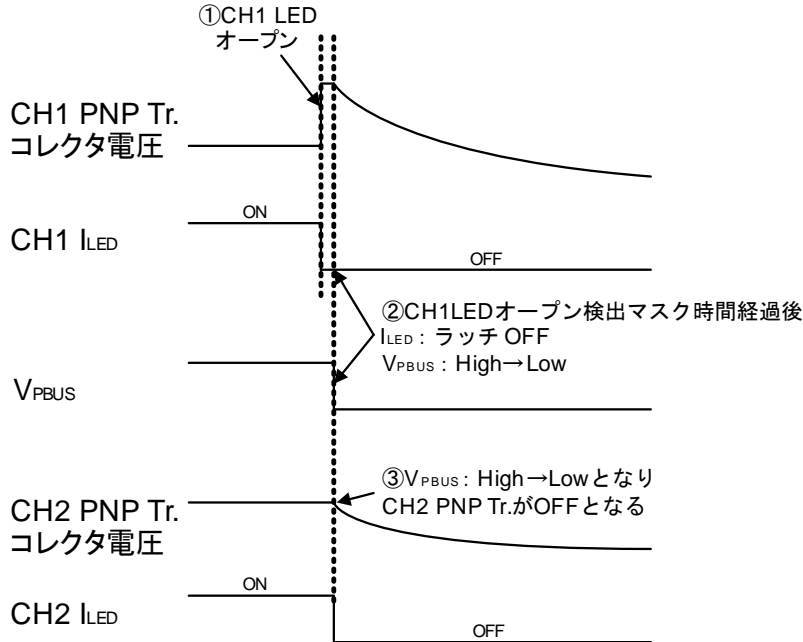 ①CH1 LED
オープン
CH1 PNP Tr.
コレクタ電圧
ON
CH1 ILED
OFF
②CH1LEDオープン検出マスク時間経過後
ILED : ラッチ OFF
VPBUS : High→Low
VPBUS
③VPBUS : High→Lowとなり
CH2 PNP Tr.がOFFとなる
CH2 PNP Tr.
コレクタ電圧
ON
CH2 ILED
OFF